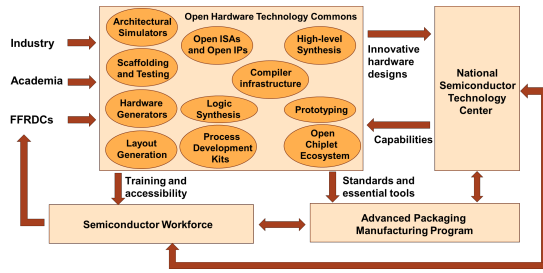 Open Hardware Technology Commons
Architectural
Simulators
Open ISAs
and Open IPs
High-level
Synthesis
Scaffolding
and Testing
Compiler
infrastructure
Hardware
Generators
Logic
Synthesis
Prototyping
Layout
Generation
Process
Development
Kits
Open
Chiplet
Ecosystem
Industry
Academia
FFRDCs
Innovative
hardware
designs
Capabilities
National
Semiconductor
Technology
Center
Training and
accessibility
Standards and
essential tools
Semiconductor Workforce
Advanced Packaging
Manufacturing Program